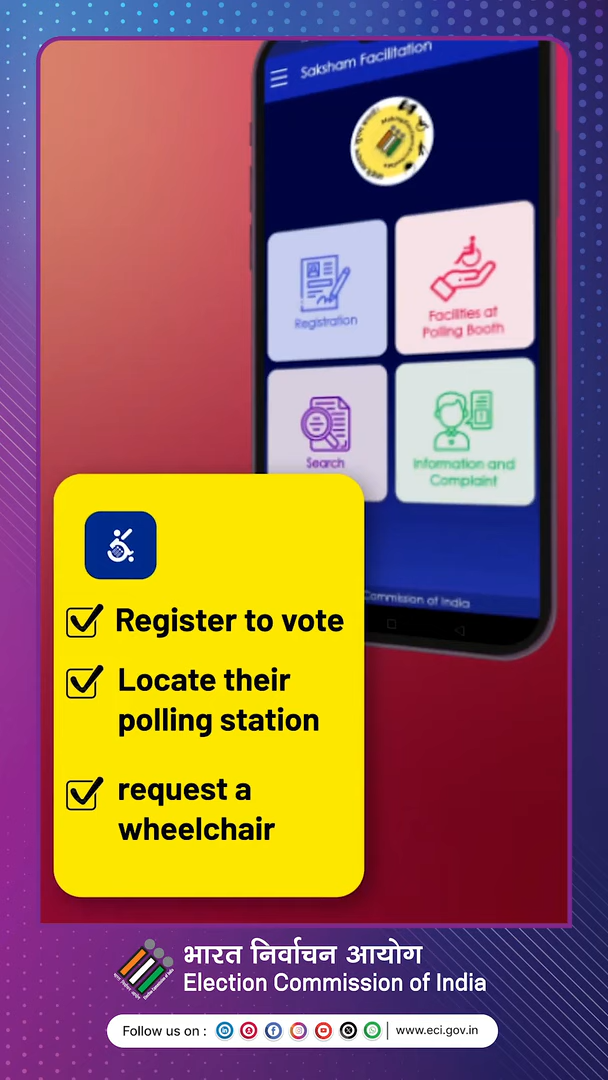 Saksham Facilitation
Registration
Facilities at
Polling Booth
Search
Information and
Complaint
Commission of India
Register to vote
Locate their
polling station
request a
wheelchair
भारत निर्वाचन आयोग
Election Commission of India
Follow us on :
www.eci.gov.in